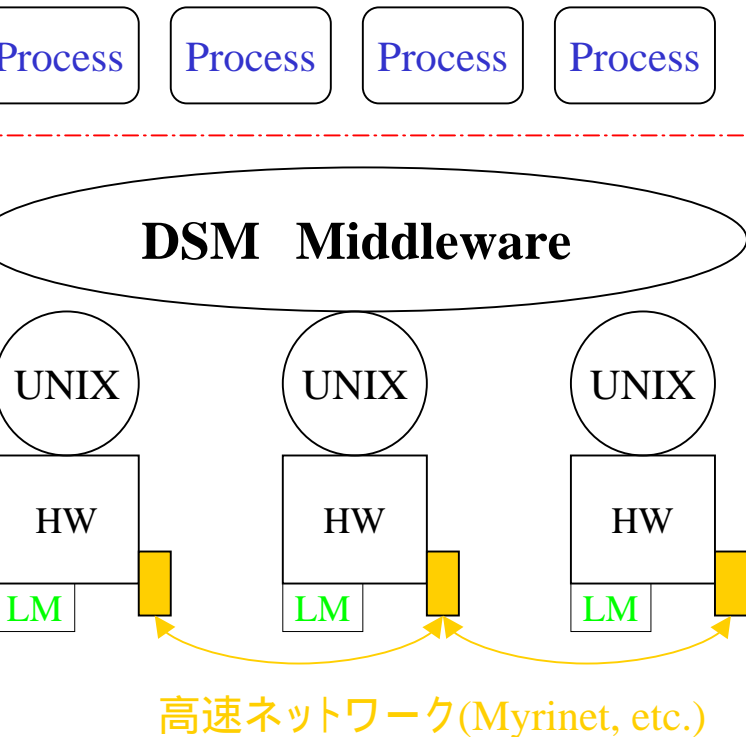 Process Process Process Process
DSM Middleware
UNIX UNIX UNIX
HW HW HW
LM LM LM
高速ネットワーク(Myrinet, etc.)